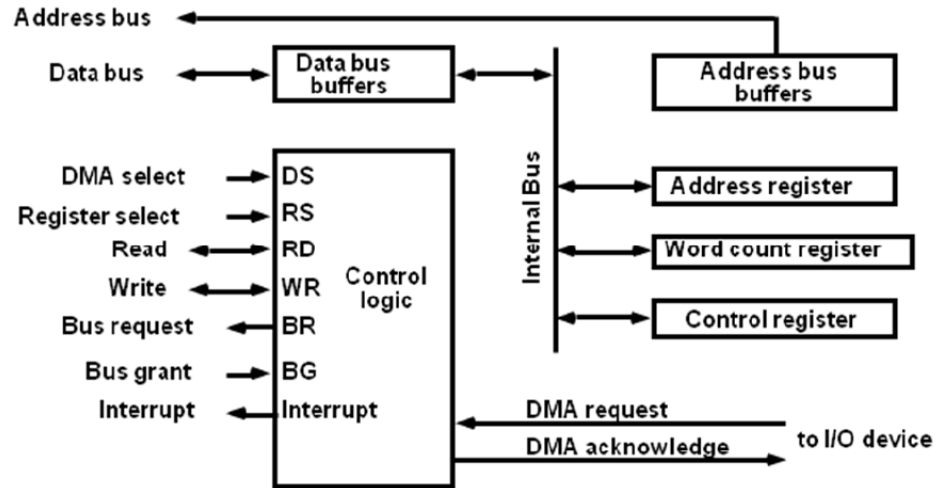 Address bus
Data bus
Data bus
buffers
Address bus
buffers
DMA select
DS
Register select
RS
Read
RD
Write
WR
Bus request
BR
Bus grant
BG
Interrupt
Interrupt
Control
logic
Internal Bus
Address register
Word count register
Control register
DMA request
DMA acknowledge
to I/O device